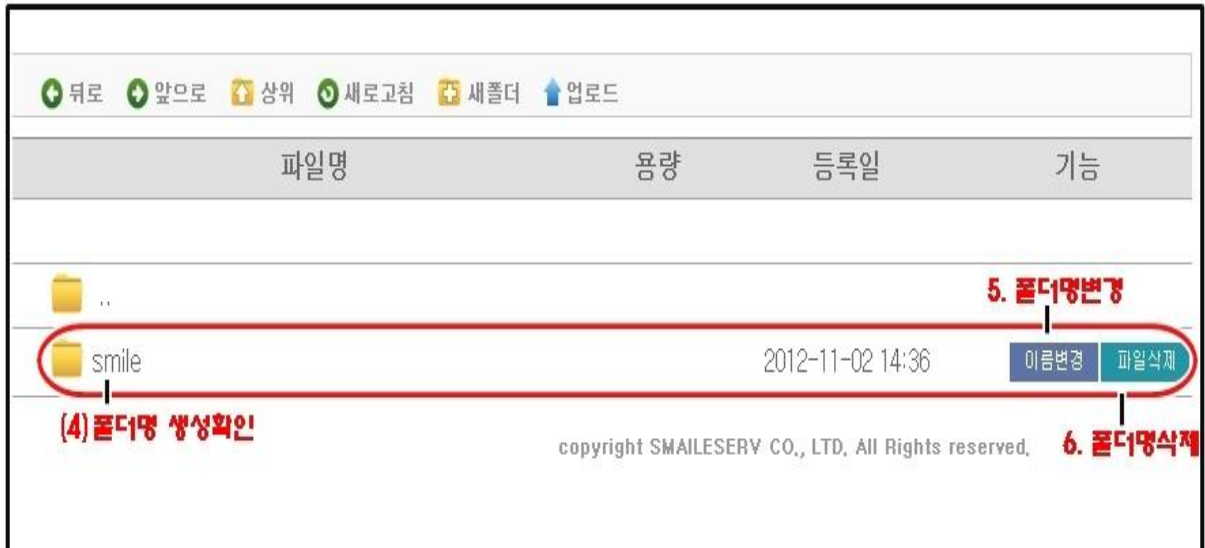 뒤로 앞으로 상위 새로고침 새폴더 업로드
파일명 용량 등록일 기능
..
5. 폴더명변경
smile 2012-11-02 14:36 이름변경 파일삭제
(4) 폴더명 생성확인
copyright SMAILESERV CO., LTD, All Rights reserved,
6. 폴더명삭제